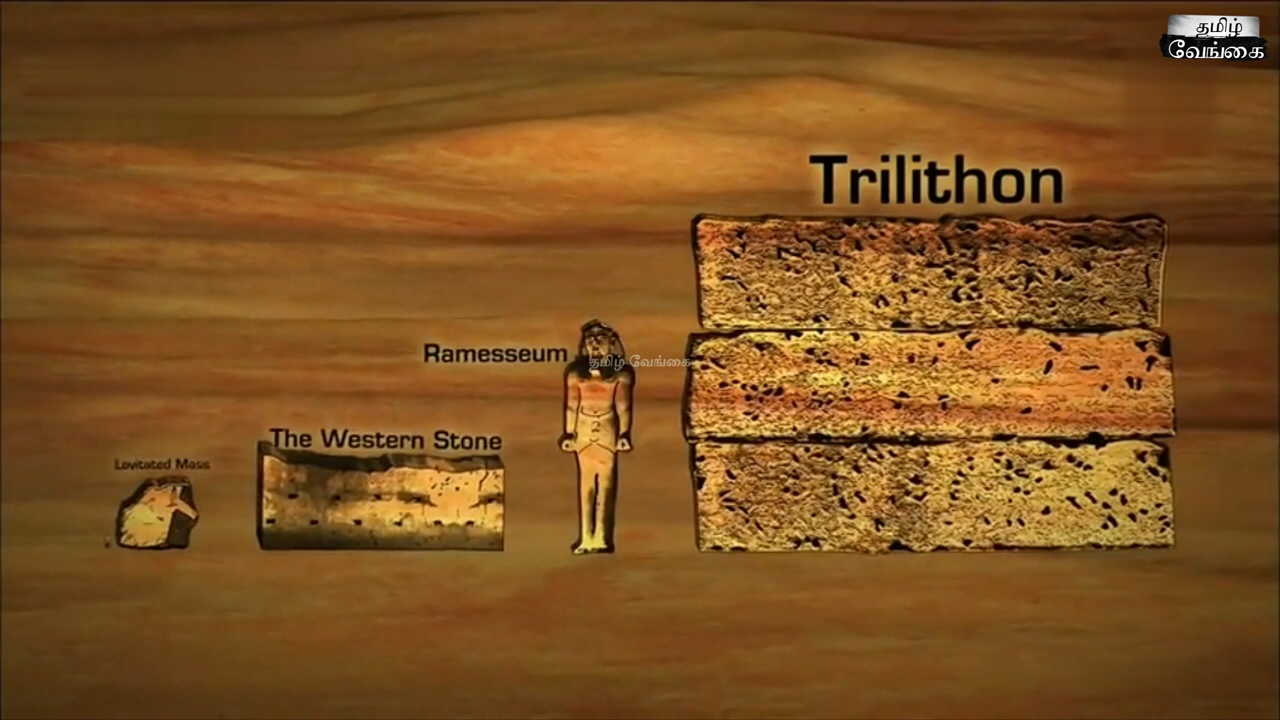 தமிழ்
வேங்கை
Trilithon
Ramesseum
தமிழ் வேங்கை
The Western Stone
Levitated Mass